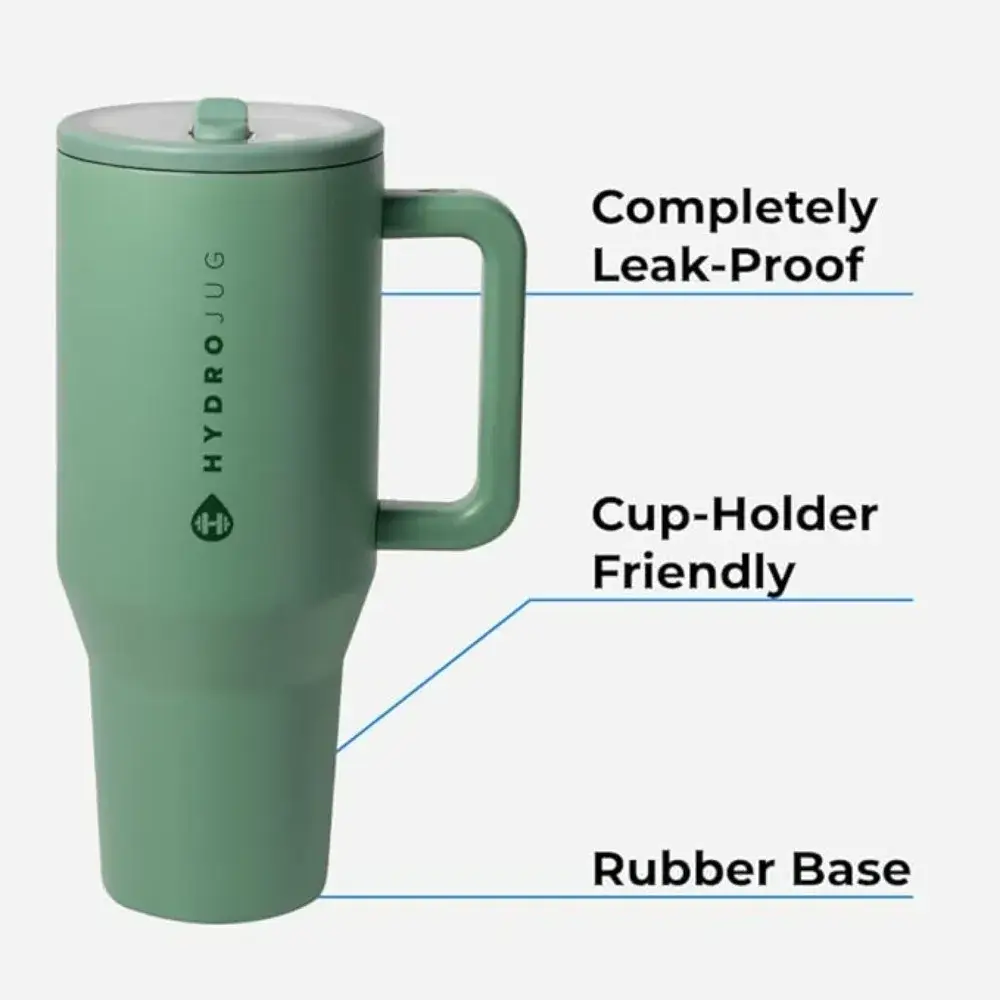 HYDROJUG
H
Completely
Leak-Proof
Cup-Holder
Friendly
Rubber Base